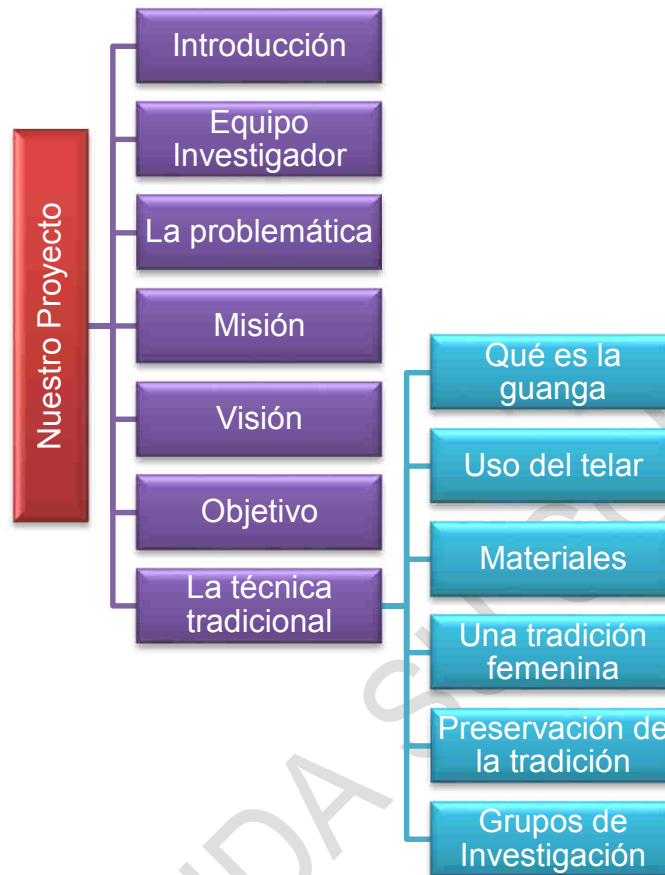 Nuestro Proyecto
Introducción
Equipo
Investigador
La problemática
Misión
Visión
Objetivo
La técnica
tradicional
Qué es la
guanga
Uso del telar
Materiales
Una tradición
femenina
Preservación de
la tradición
Grupos de
Investigación